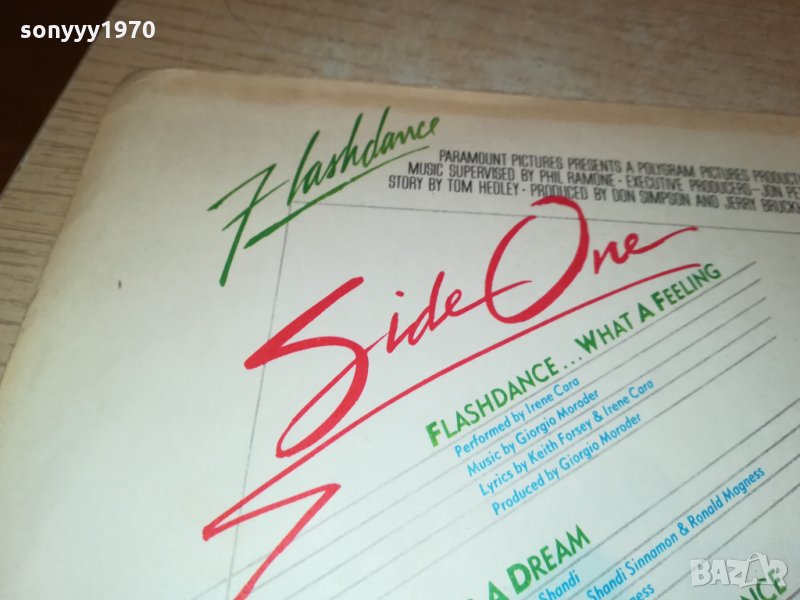 sonyyy1970
Flashdance
PARAMOUNT PICTURES PRESENTS A POLYGRAM PICTURES
MUSIC SUPERVISED BY PHIL RAMONE · EXECUTIVE PRODUCERS—JON
STORY BY TOM HEDLEY · PRODUCED BY DON SIMPSON AND JERRY
Side One
FLASHDANCE...WHAT A FEELING
Performed by Irene Cara
Music by Giorgio Moroder
Lyrics by Keith Forsey & Irene Cara
Produced by Giorgio Moroder
A DREAM
Shandi
Shandi Sinnamon & Ronald Magness
BAZAR